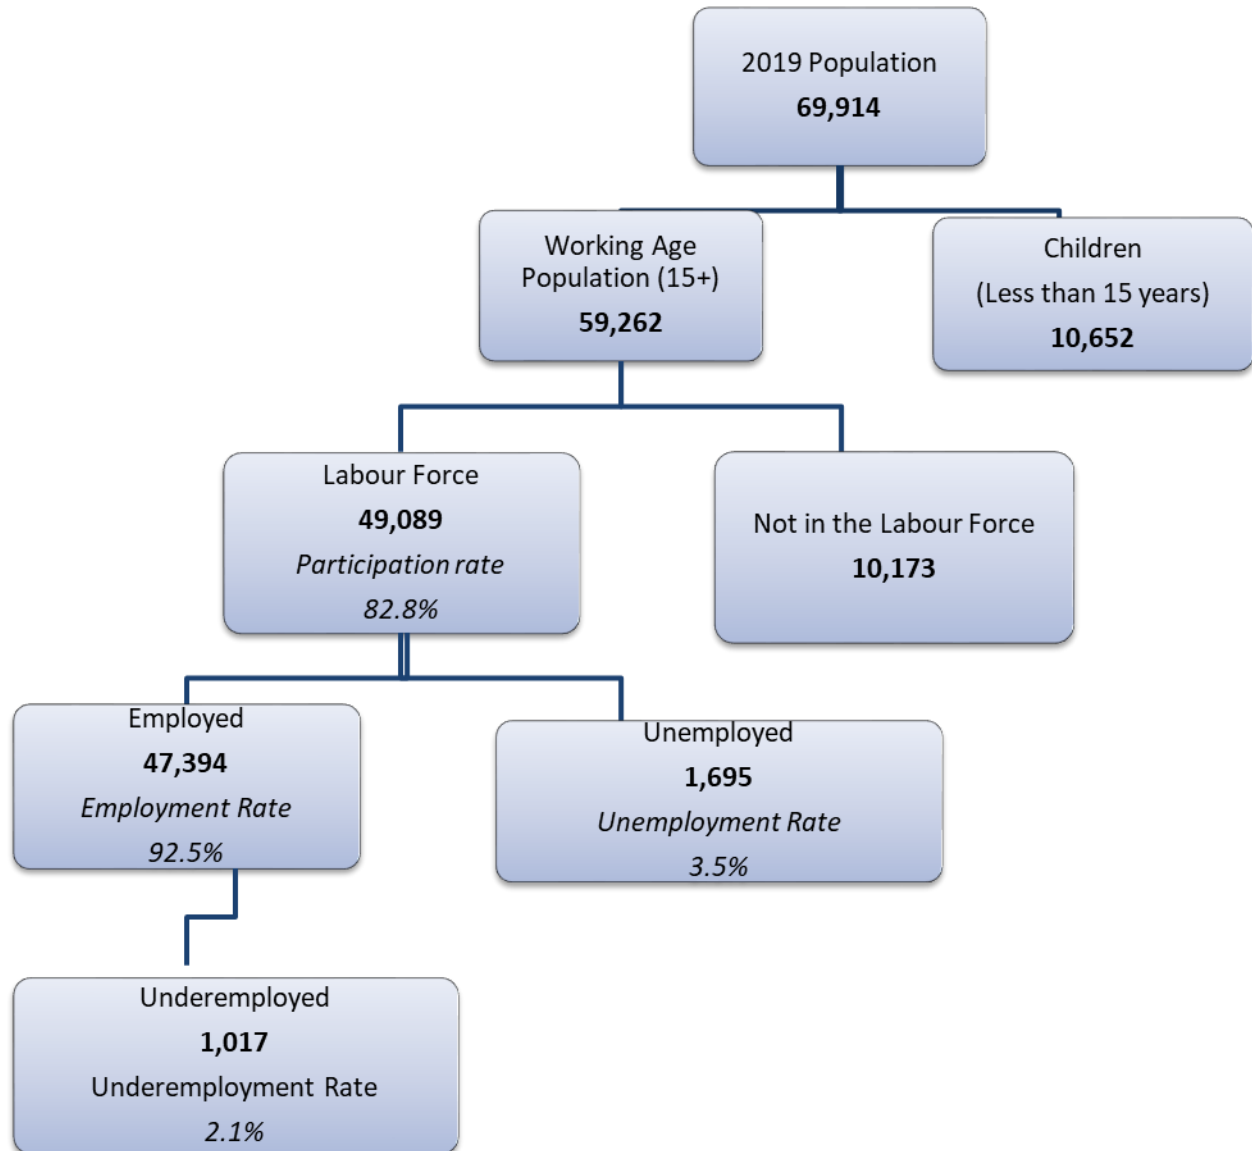 2019 Population
69,914
Working Age
Population (15+)
59,262
Children
(Less than 15 years)
10,652
Labour Force
49,089
Participation rate
82.8%
Not in the Labour Force
10,173
Employed
47,394
Employment Rate
92.5%
Unemployed
1,695
Unemployment Rate
3.5%
Underemployed
1,017
Underemployment Rate
2.1%